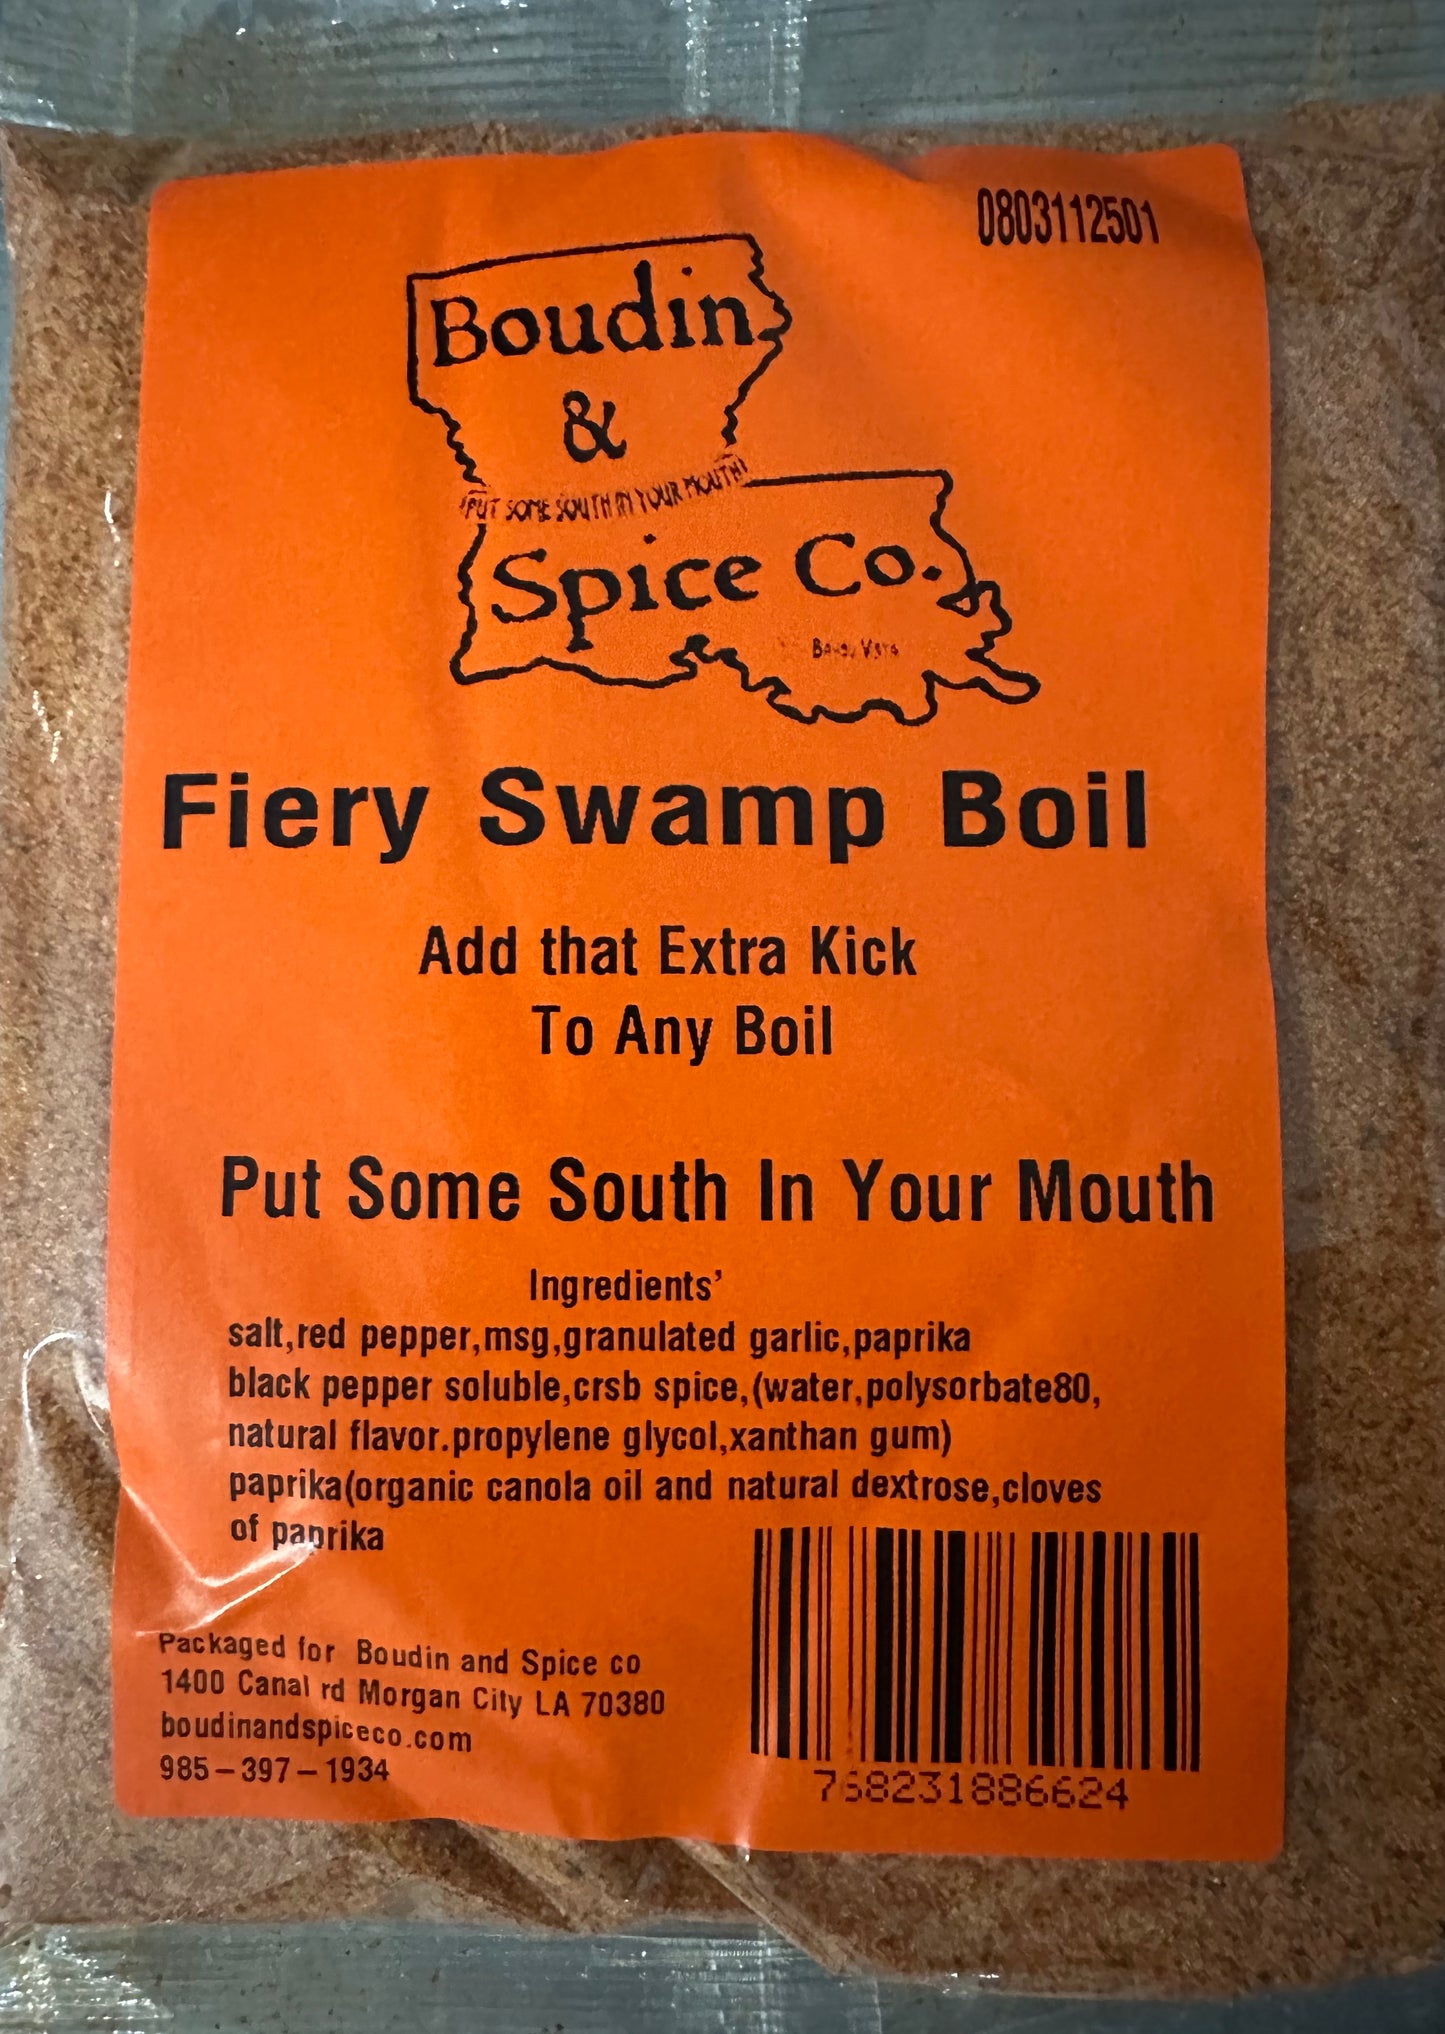 0803112501
Boudin
&
PUT SOME SOUTH IN YOUR MOUTH!
Spice Co.
Bayou Vista
Fiery Swamp Boil
Add that Extra Kick
To Any Boil
Put Some South In Your Mouth
Ingredients’
salt,red pepper,msg,granulated garlic,paprika
black pepper soluble,crsb spice,(water,polysorbate80,
natural flavor.propylene glycol,xanthan gum)
paprika(organic canola oil and natural dextrose,cloves
of paprika
Packaged for Boudin and Spice co
1400 Canal rd Morgan City LA 70380
boudinandspiceco.com
985-397-1934
768231886624